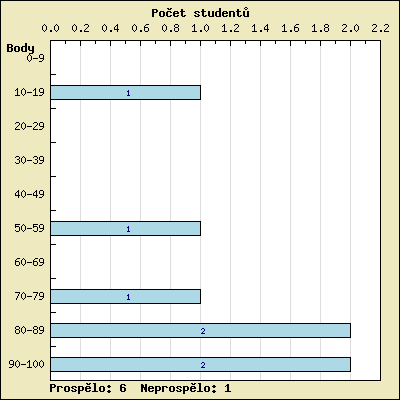 Počet studentů
0.0 0.2 0.4 0.6 0.8 1.0 1.2 1.4 1.6 1.8 2.0 2.2
Body
0-9
10-19 1
20-29
30-39
40-49
50-59 1
60-69
70-79 1
80-89 2
90-100 2
Prospělo: 6 Neprospělo: 1